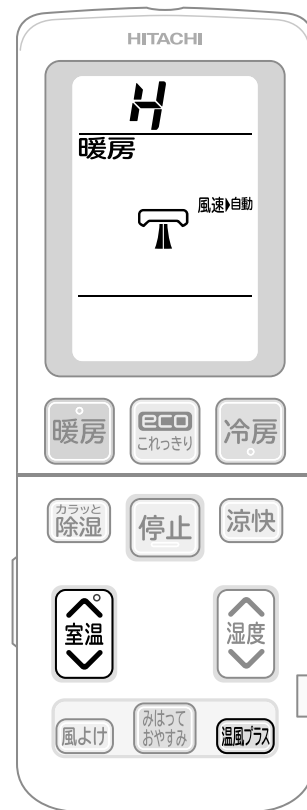 HITACHI
H
暖房
風速▶自動
暖房
eco
これっきり
冷房
カラッと
除湿
停止
涼快
室温
湿度
風よけ
みはって
おやすみ
温風プラス